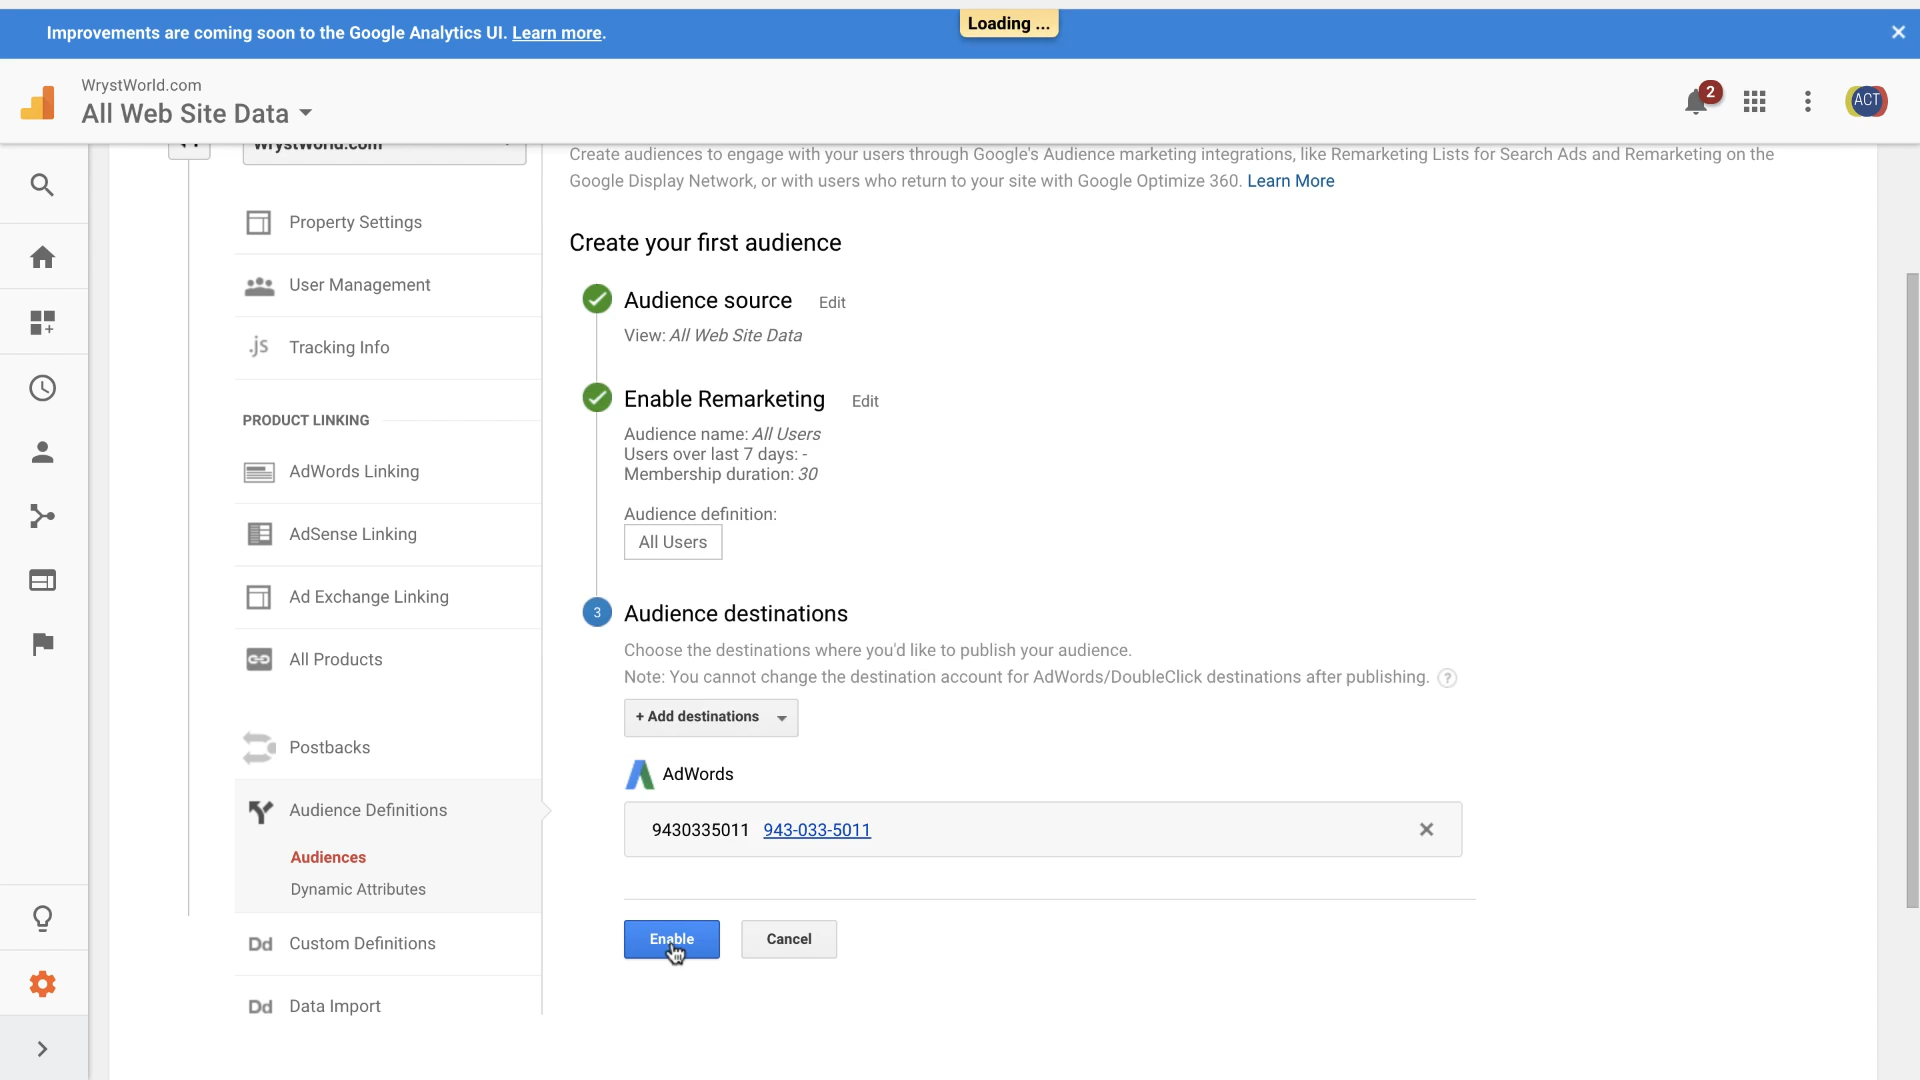 Improvements are coming soon to the Google Analytics UI. Learn more.
Loading ...
WrystWorld.com
All Web Site Data
2
ACT
WrystWorld.com
Property Settings
User Management
.js Tracking Info
PRODUCT LINKING
AdWords Linking
AdSense Linking
Ad Exchange Linking
All Products
Postbacks
Audience Definitions
Audiences
Dynamic Attributes
Dd Custom Definitions
Dd Data Import
Create audiences to engage with your users through Google's Audience marketing integrations, like Remarketing Lists for Search Ads and Remarketing on the
Google Display Network, or with users who return to your site with Google Optimize 360. Learn More
Create your first audience
Audience source Edit
View: All Web Site Data
Enable Remarketing Edit
Audience name: All Users
Users over last 7 days: -
Membership duration: 30
Audience definition:
All Users
3 Audience destinations
Choose the destinations where you'd like to publish your audience.
Note: You cannot change the destination account for AdWords/DoubleClick destinations after publishing. ?
+ Add destinations
AdWords
9430335011 943-033-5011
Enable Cancel